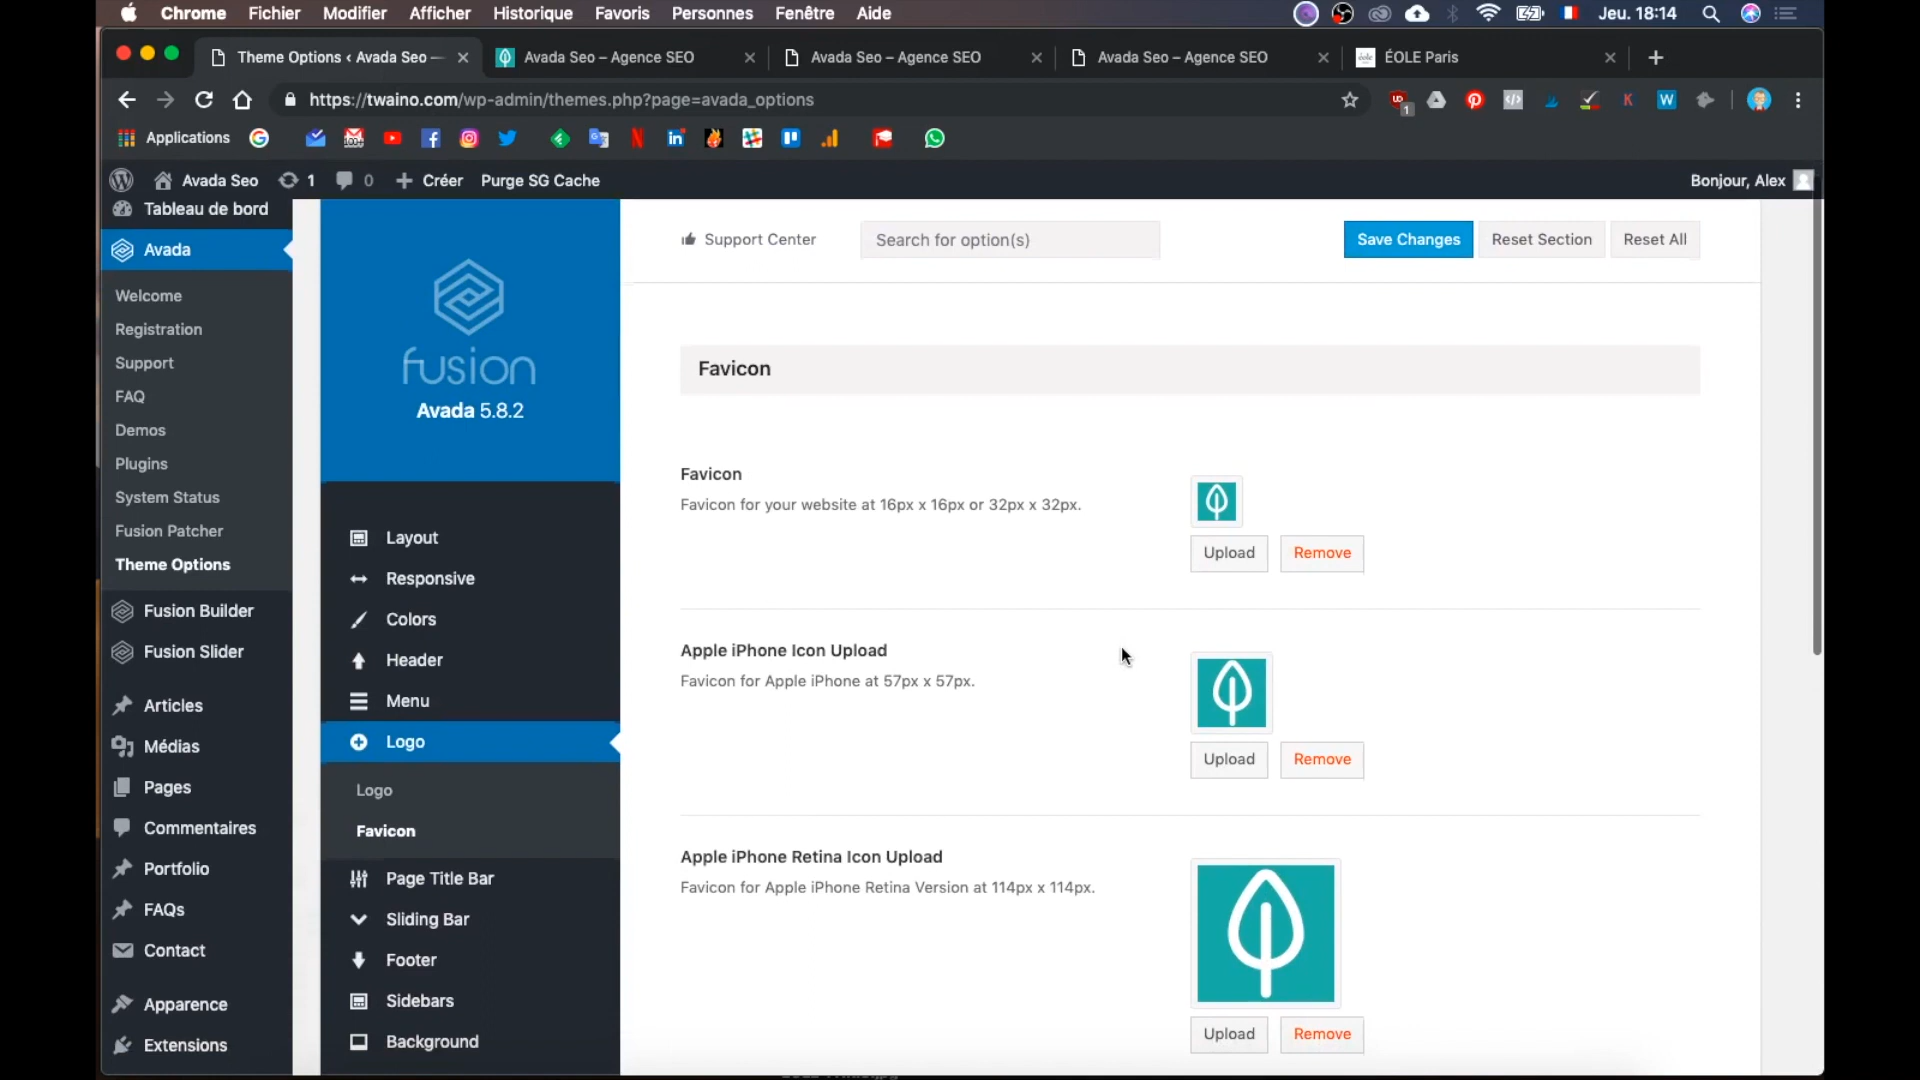 Chrome Fichier Modifier Afficher Historique Favoris Personnes Fenêtre Aide Jeu. 18:14
Theme Options ‹ Avada Seo — Avada Seo – Agence SEO Avada Seo – Agence SEO Avada Seo – Agence SEO ÉOLE Paris
https://twaino.com/wp-admin/themes.php?page=avada_options
Applications
Avada Seo 1 0 Créer Purge SG Cache Bonjour, Alex
Tableau de bord
Avada
Welcome
Registration
Support
FAQ
Demos
Plugins
System Status
Fusion Patcher
Theme Options
Fusion Builder
Fusion Slider
Articles
Médias
Pages
Commentaires
Portfolio
FAQs
Contact
Apparence
Extensions
fusion
Avada 5.8.2
Layout
Responsive
Colors
Header
Menu
Logo
Logo
Favicon
Page Title Bar
Sliding Bar
Footer
Sidebars
Background
Support Center Search for option(s) Save Changes Reset Section Reset All
Favicon
Favicon
Favicon for your website at 16px x 16px or 32px x 32px.
Upload Remove
Apple iPhone Icon Upload
Favicon for Apple iPhone at 57px x 57px.
Upload Remove
Apple iPhone Retina Icon Upload
Favicon for Apple iPhone Retina Version at 114px x 114px.
Upload Remove